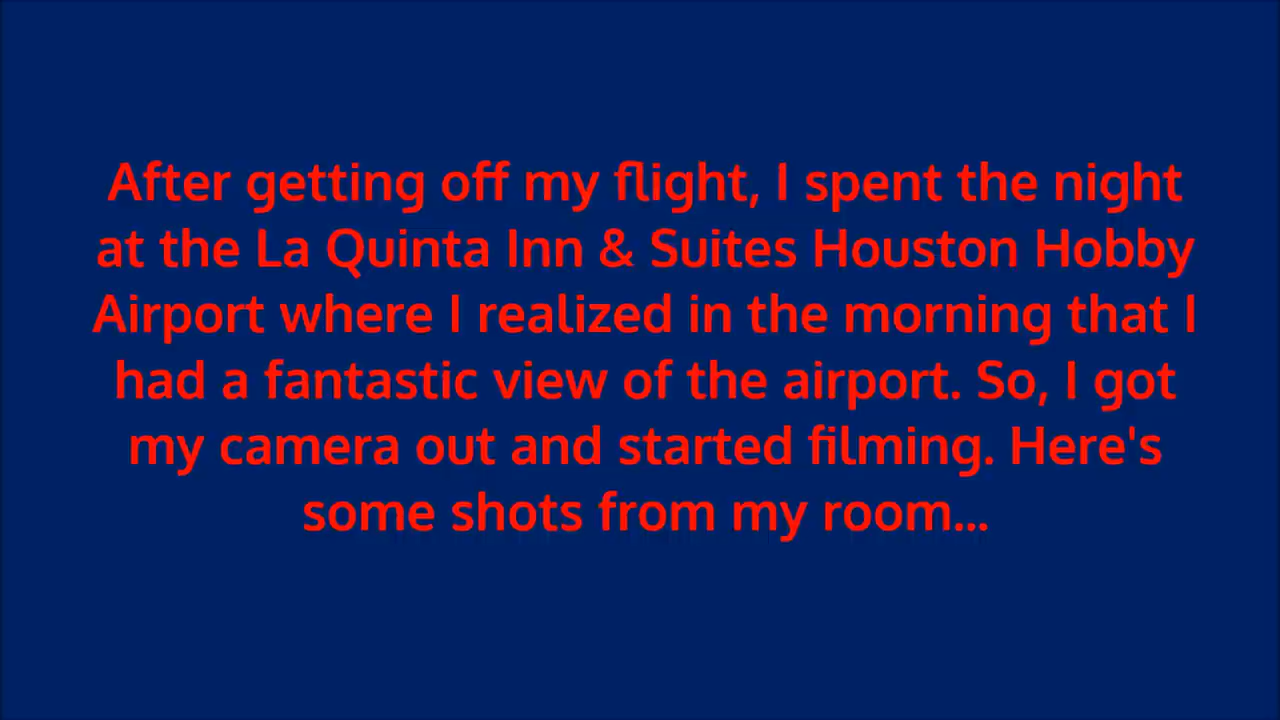 After getting off my flight, I spent the night
at the La Quinta Inn & Suites Houston Hobby
Airport where I realized in the morning that I
had a fantastic view of the airport. So, I got
my camera out and started filming. Here's
some shots from my room...